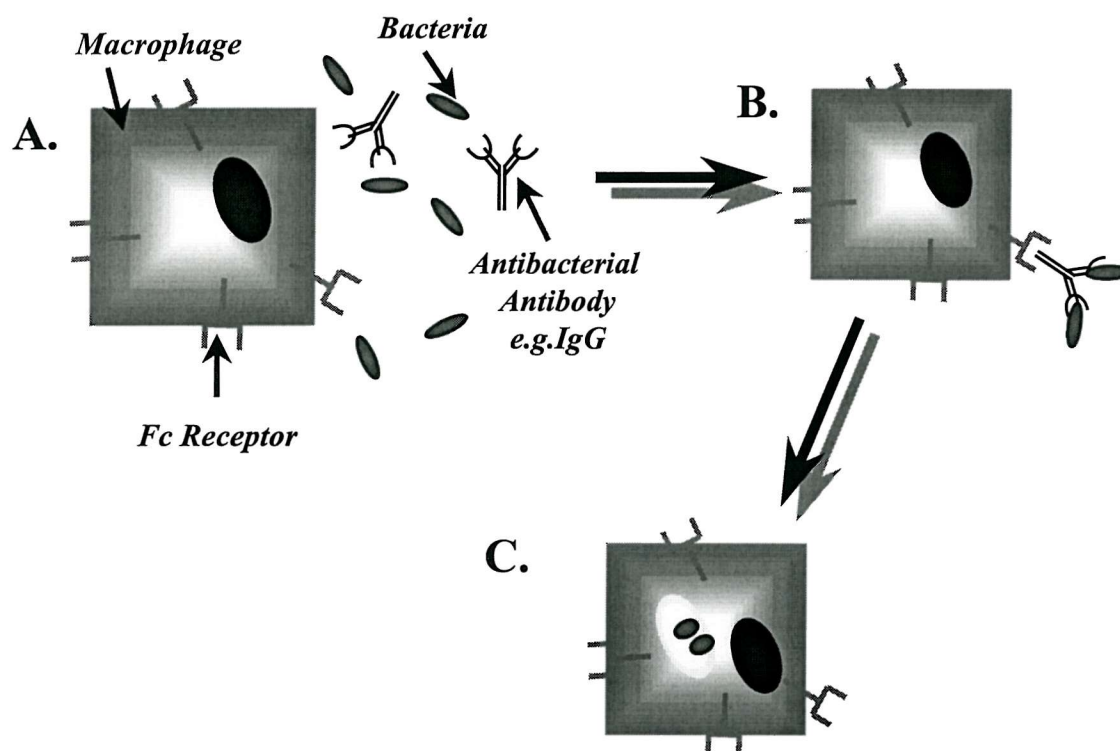 Macrophage
Bacteria
A.
B.
Antibacterial
Antibody
e.g.IgG
Fc Receptor
C.